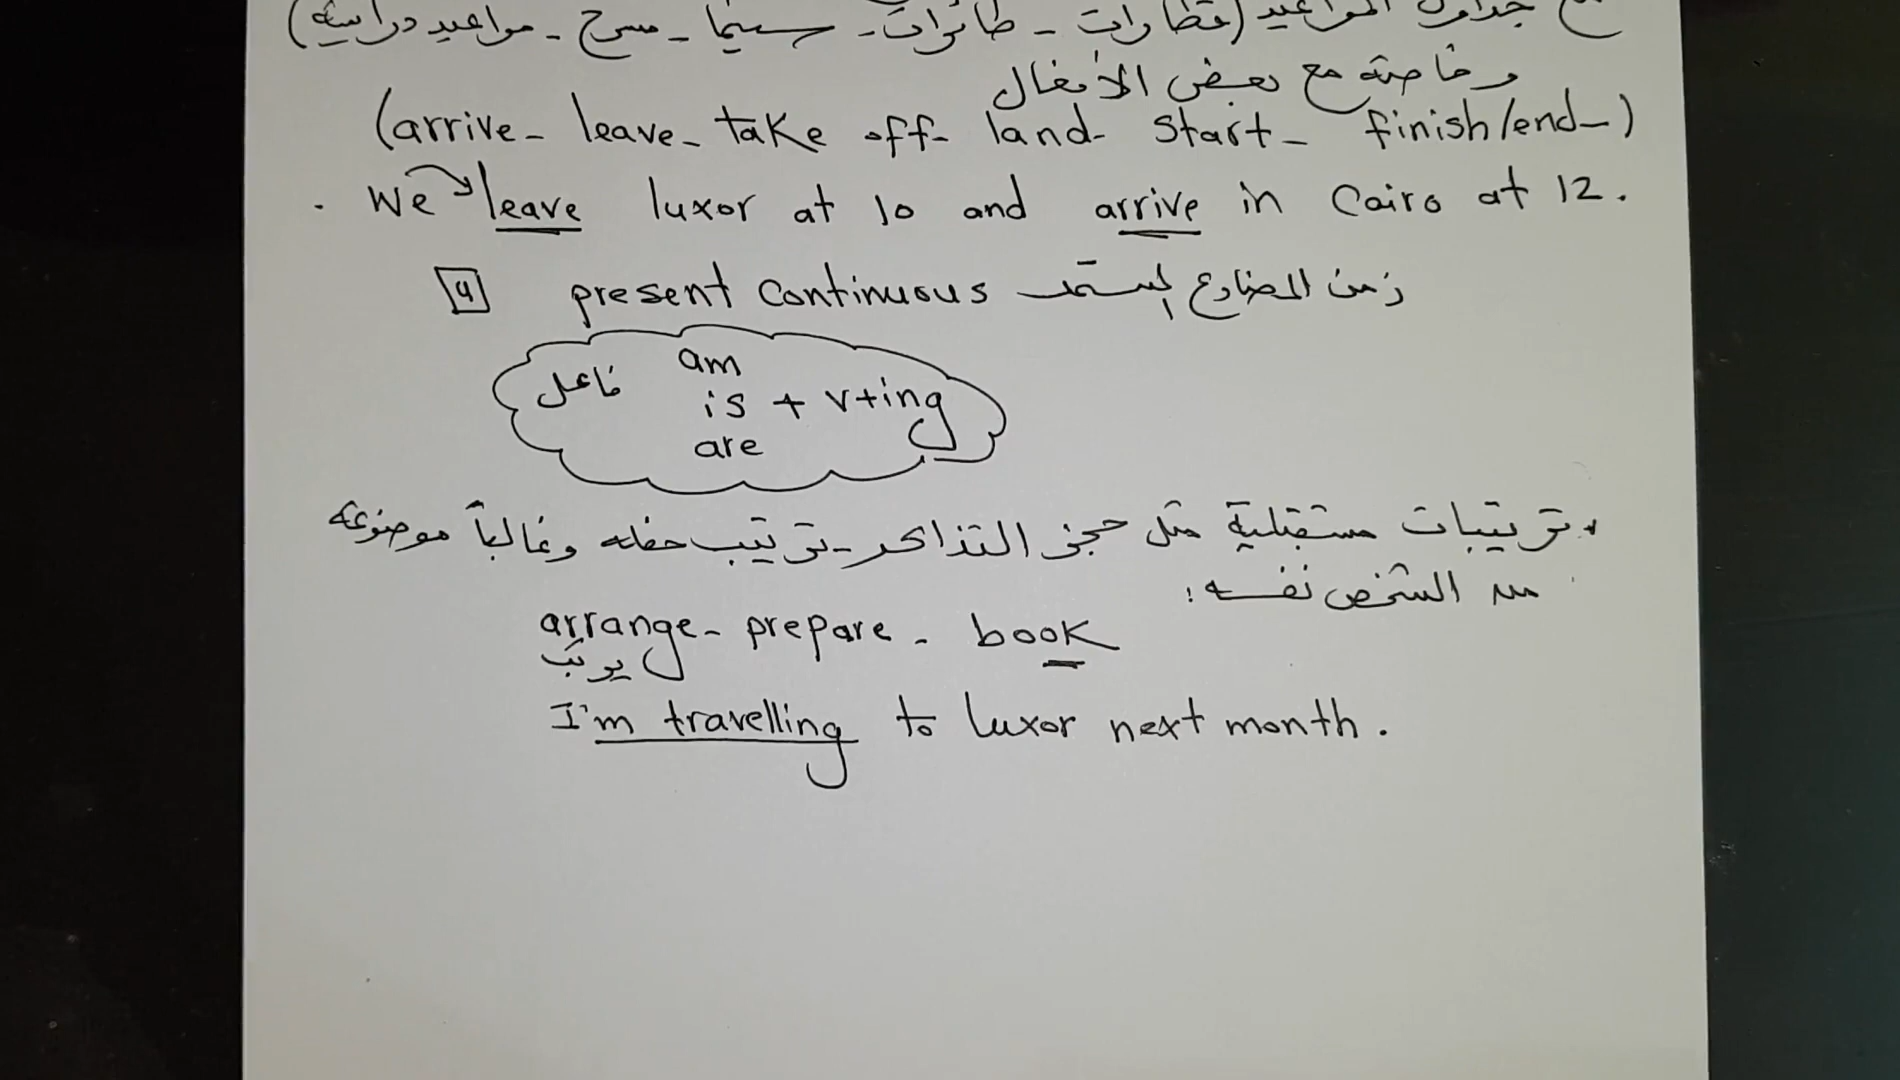 مع جداول المواعيد (قطارات - طائرات - سينما - مسرح - مواعيد دراسية)
وخاصة مع بعض الأفعال
(arrive - leave - take off - land - start - finish/end -)
. We leave luxor at 10 and arrive in Cairo at 12.
4 present continuous زمن المضارع المستمر
am
فاعل is + v+ing
are
• ترتيبات مستقبلية مثل حجز التذاكر - ترتيب حفله وغالباً موضوعه
من الشخص نفسه:
arrange - prepare - book
يرتب
I'm travelling to luxor next month.